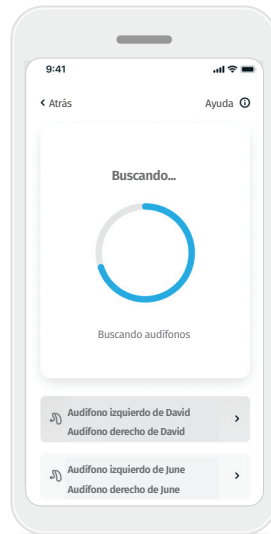 9:41
Atrás
Ayuda
Buscando...
Buscando audífonos
Audífono izquierdo de David
Audífono derecho de David
Audífono izquierdo de June
Audífono derecho de June